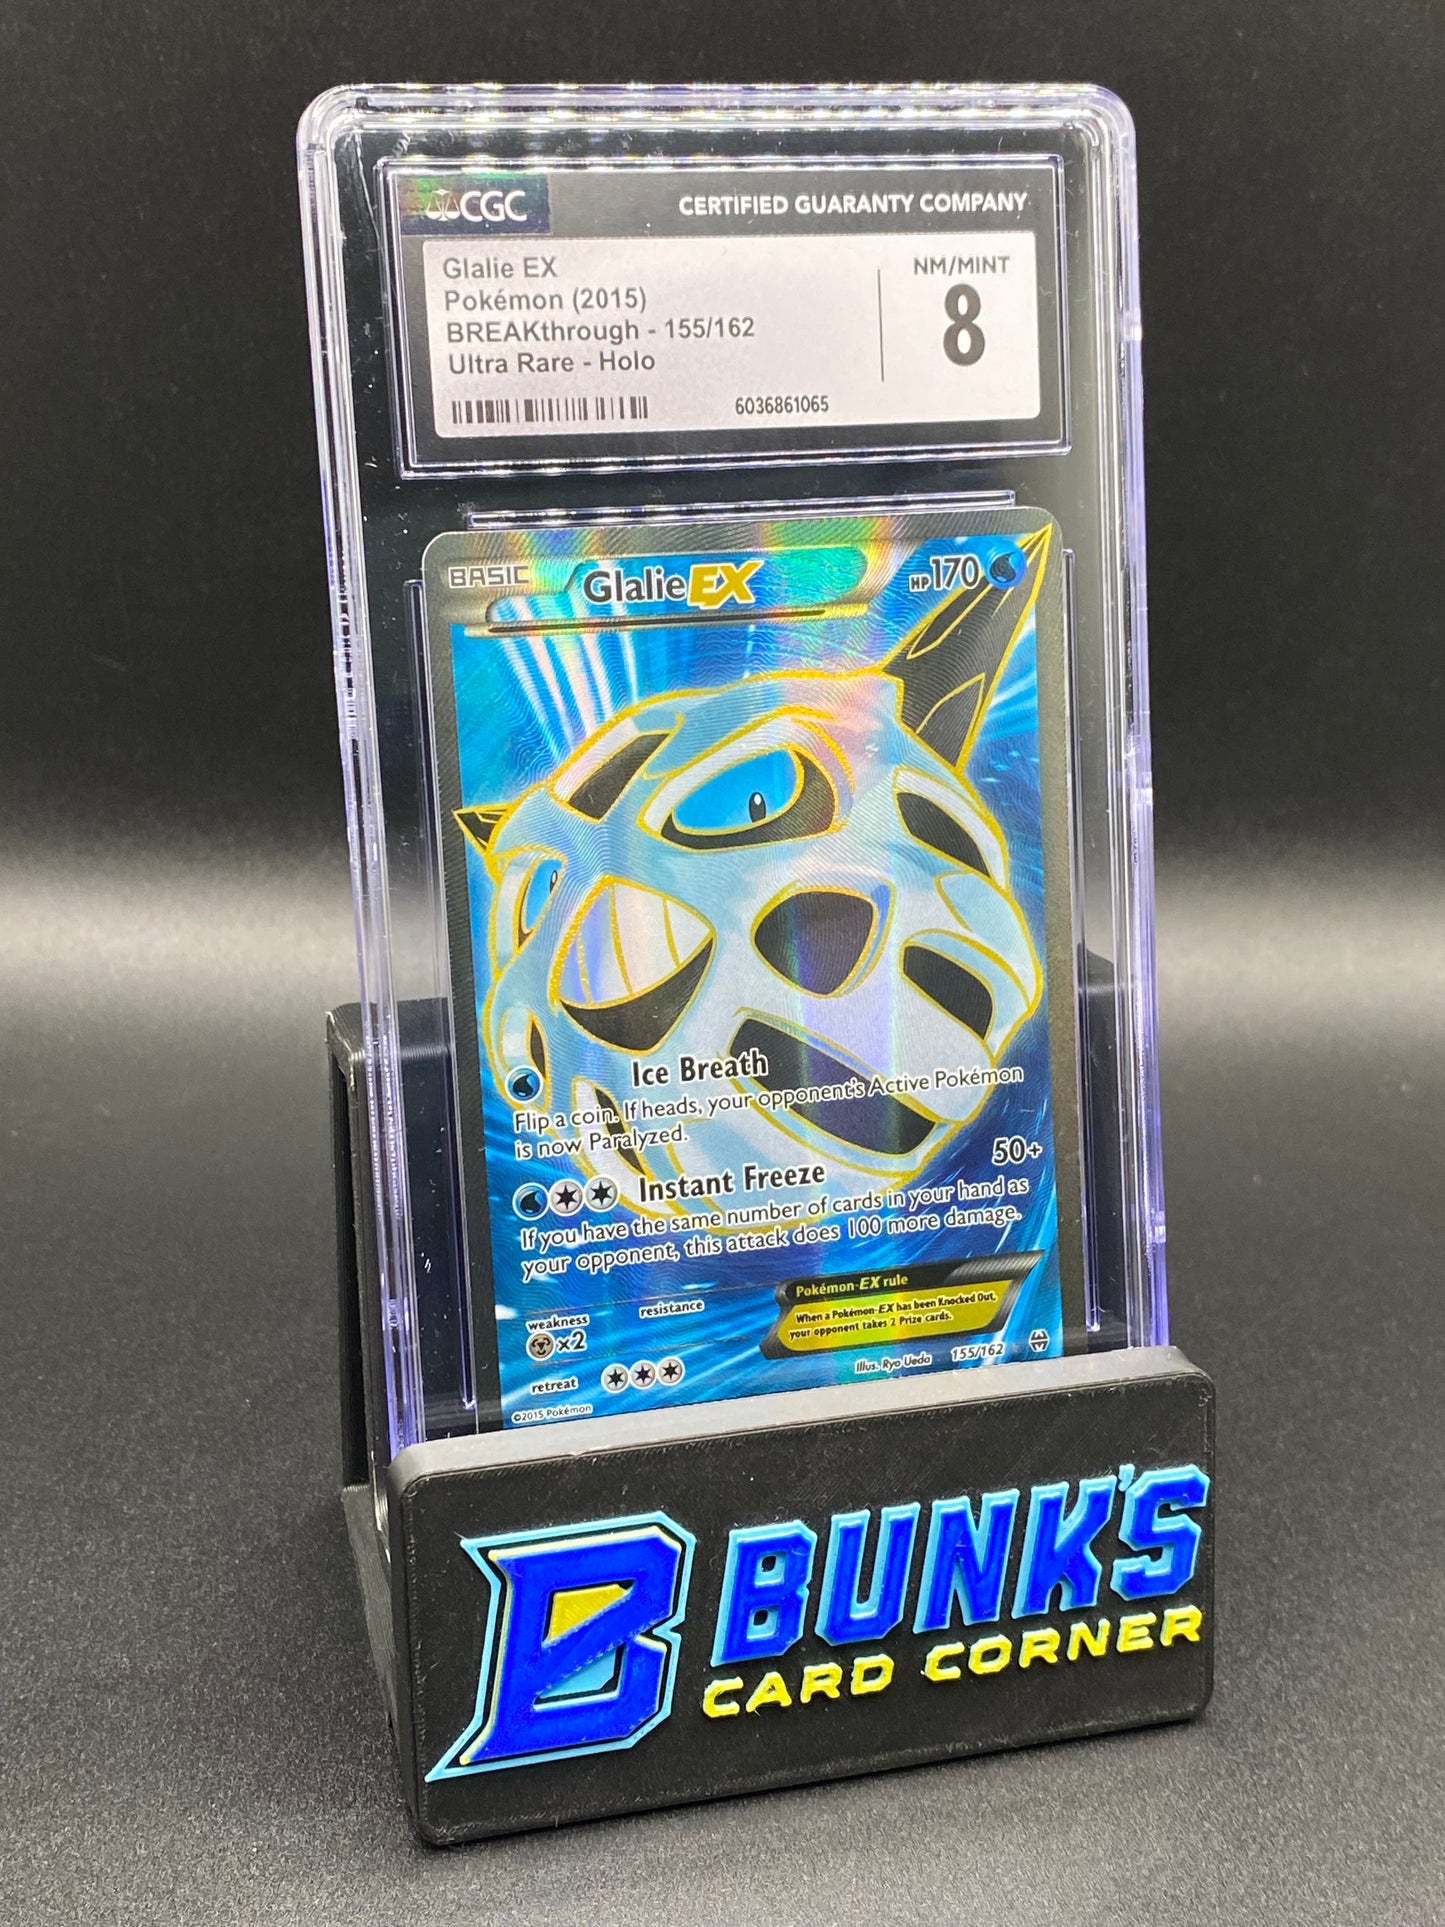 CGC
CERTIFIED GUARANTY COMPANY
Glalie EX
Pokémon (2015)
BREAKthrough - 155/162
Ultra Rare - Holo
NM/MINT
8
6036861065
BASIC
Glalie EX
HP170
Ice Breath
Flip a coin. If heads, your opponent's Active Pokémon
is now Paralyzed.
Instant Freeze 50+
If you have the same number of cards in your hand as
your opponent, this attack does 100 more damage.
Pokémon-EX rule
When a Pokémon-EX has been Knocked Out,
your opponent takes 2 Prize cards.
weakness
x2
resistance
retreat
Illus. Ryo Ueda 155/162
©2015 Pokémon
B BUNK'S
CARD CORNER